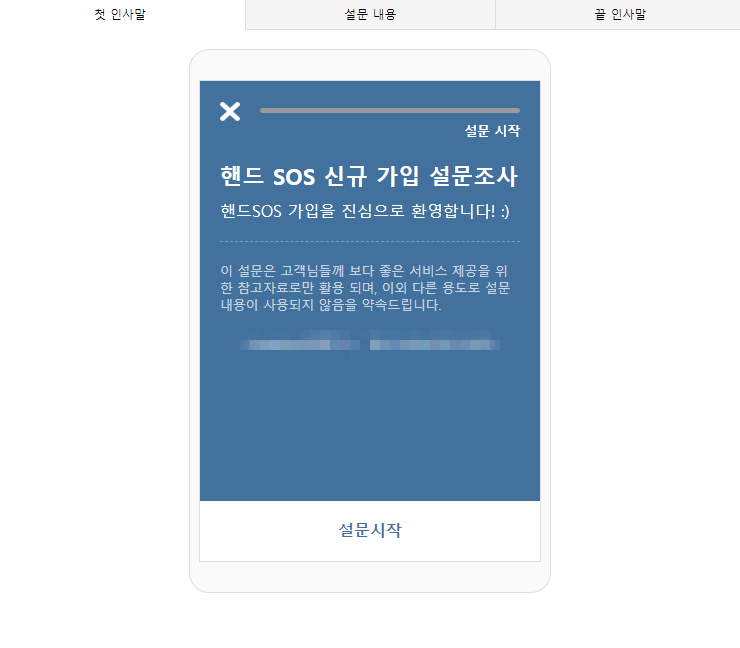 첫 인사말
설문 내용
끝 인사말
설문 시작
핸드 SOS 신규 가입 설문조사
핸드SOS 가입을 진심으로 환영합니다! :)
이 설문은 고객님들께 보다 좋은 서비스 제공을 위
한 참고자료로만 활용 되며, 이외 다른 용도로 설문
내용이 사용되지 않음을 약속드립니다.
설문시작